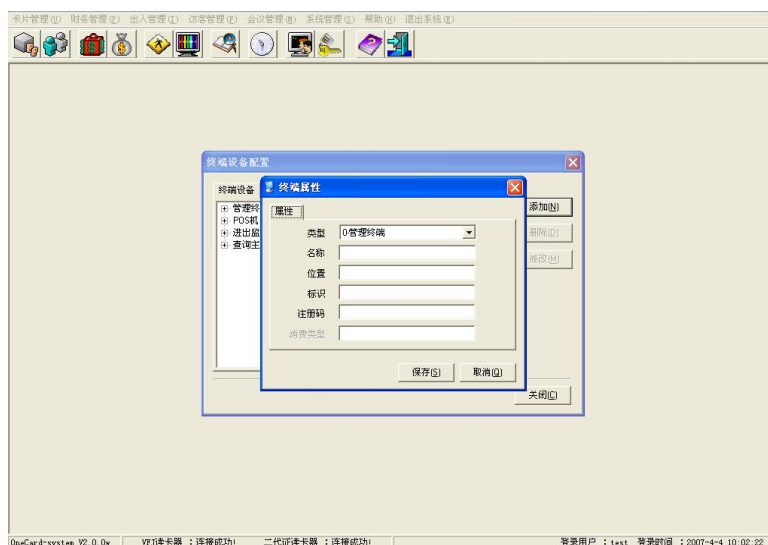 卡片管理(U) 财务管理(Z) 出入管理(I) 访客管理(P) 会议管理(M) 系统管理(S) 帮助(H) 退出系统(E)
终端设备配置
终端设备
管理终
POS机
进出监
查询主
添加(N)
删除(D)
修改(M)
关闭(C)
终端属性
属性
类型 0管理终端
名称
位置
标识
注册码
消费类型
保存(S) 取消(Q)
OneCard-system V2.0.0x 连接成功! 二代证读卡器 :连接成功! 登录用户 :test 登录时间 :2007-4-4 10:02:22